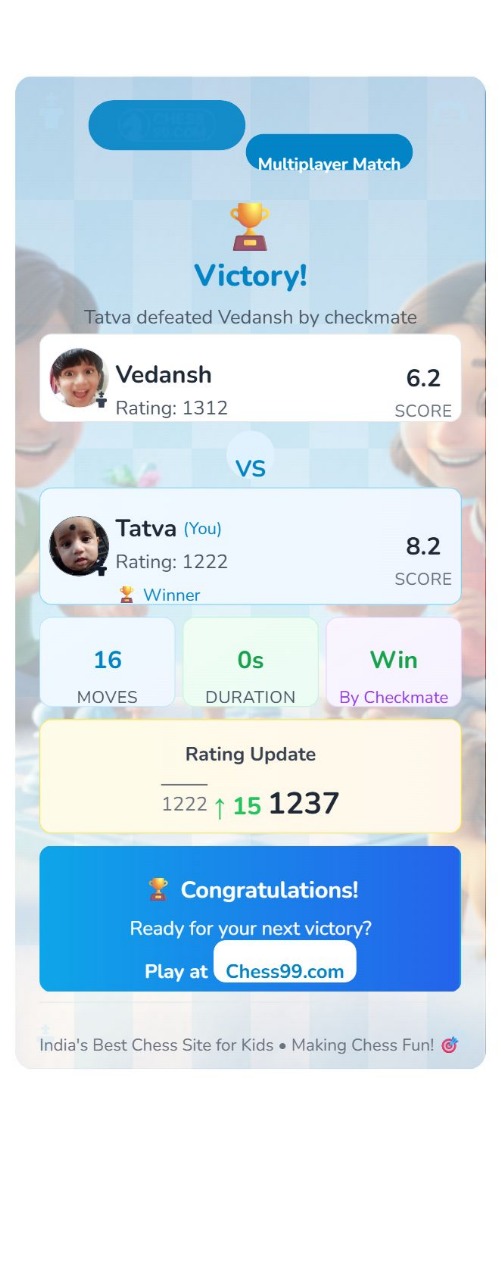 Multiplayer Match
Victory!
Tatva defeated Vedansh by checkmate
Vedansh
Rating: 1312
6.2
SCORE
VS
Tatva (You)
Rating: 1222
🏆 Winner
8.2
SCORE
16
MOVES
0s
DURATION
Win
By Checkmate
Rating Update
1222 ↑ 15 1237
🏆 Congratulations!
Ready for your next victory?
Play at Chess99.com
India's Best Chess Site for Kids • Making Chess Fun! 🎯